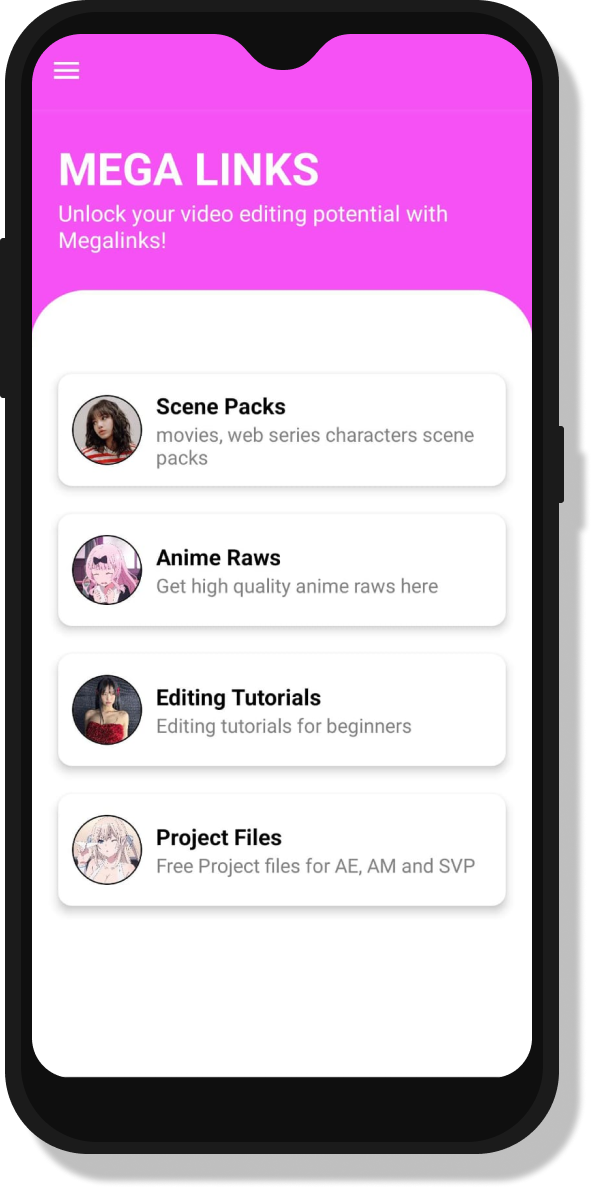 MEGA LINKS
Unlock your video editing potential with
Megalinks!
Scene Packs
movies, web series characters scene
packs
Anime Raws
Get high quality anime raws here
Editing Tutorials
Editing tutorials for beginners
Project Files
Free Project files for AE, AM and SVP